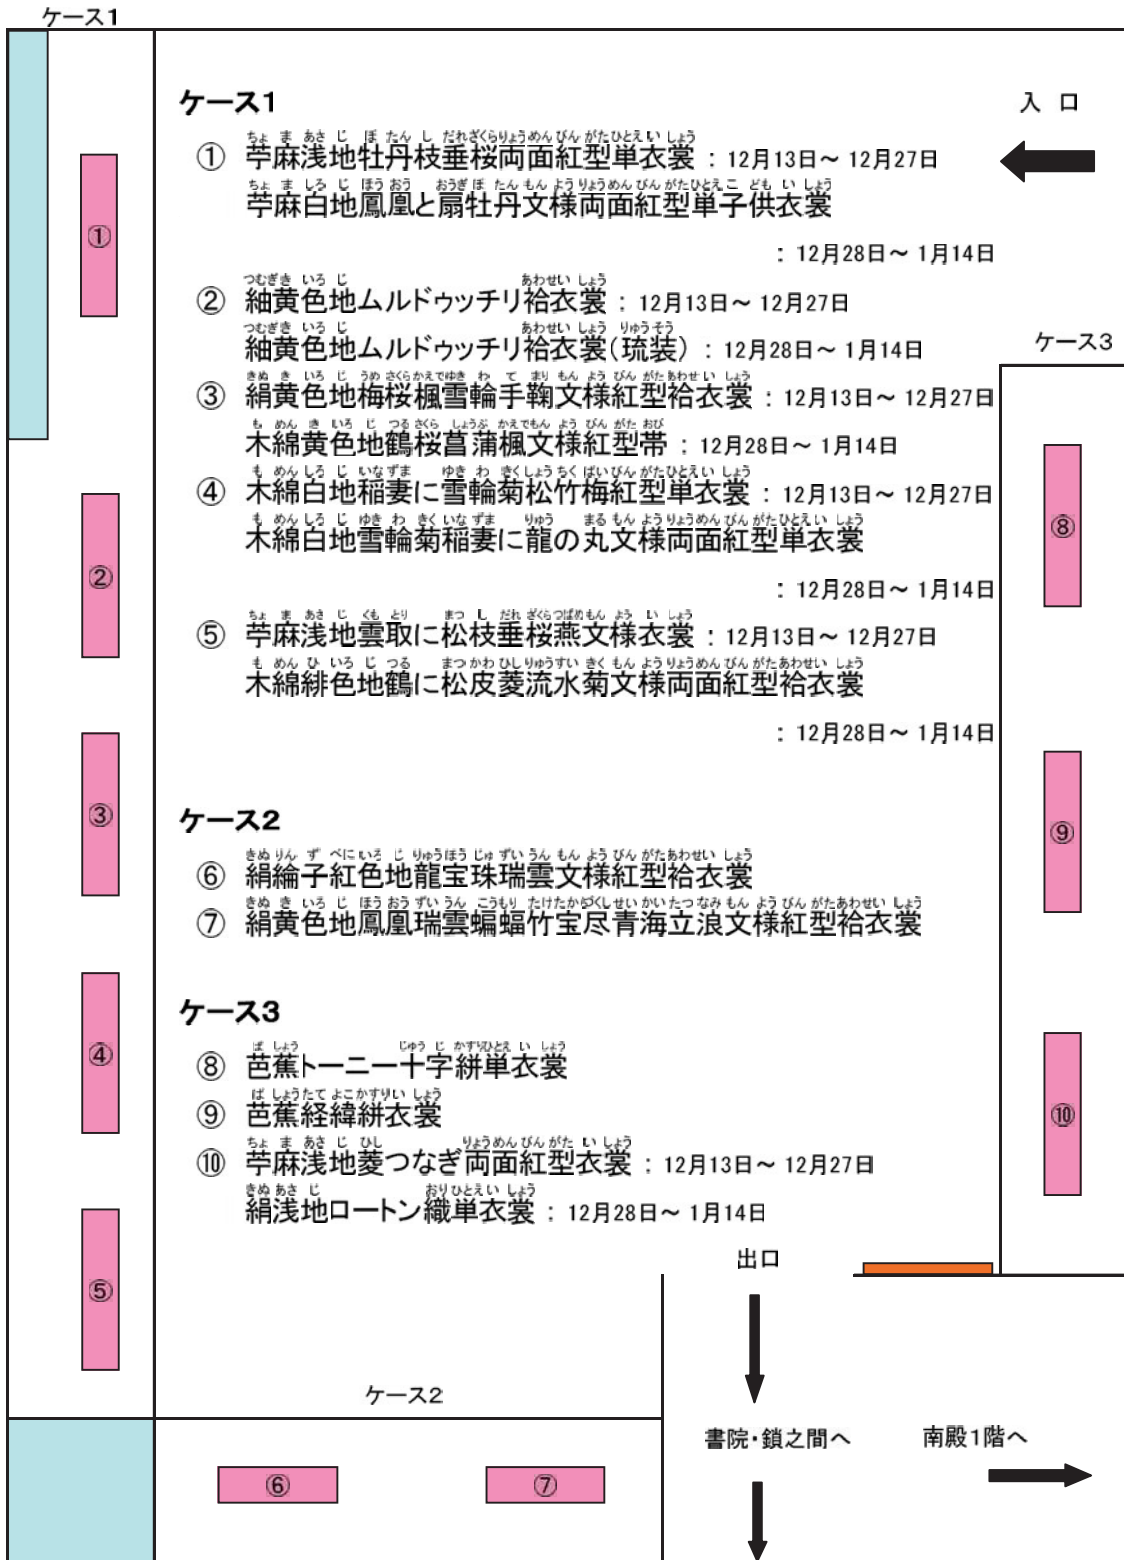 ケース1
ケース1
入 口
① 苧麻浅地牡丹枝垂桜両面紅型単衣裳 : 12月13日～ 12月27日
苧麻白地鳳凰と扇牡丹文様両面紅型単子供衣裳
: 12月28日～ 1月14日
② 紬黄色地ムルドゥッチリ袷衣裳 : 12月13日～ 12月27日
紬黄色地ムルドゥッチリ袷衣裳(琉装) : 12月28日～ 1月14日
ケース3
③ 絹黄色地梅桜楓雪輪手鞠文様紅型袷衣裳 : 12月13日～ 12月27日
木綿黄色地鶴桜菖蒲楓文様紅型帯 : 12月28日～ 1月14日
④ 木綿白地稲妻に雪輪菊松竹梅紅型単衣裳 : 12月13日～ 12月27日
木綿白地雪輪菊稲妻に龍の丸文様両面紅型単衣裳
: 12月28日～ 1月14日
⑤ 苧麻浅地雲取に松枝垂桜燕文様衣裳 : 12月13日～ 12月27日
木綿緋色地鶴に松皮菱流水菊文様両面紅型袷衣裳
: 12月28日～ 1月14日
ケース2
⑥ 絹綸子紅色地龍宝珠瑞雲文様紅型袷衣裳
⑦ 絹黄色地鳳凰瑞雲蝙蝠竹宝尽青海立浪文様紅型袷衣裳
ケース3
⑧ 芭蕉トーニー十字絣単衣裳
⑨ 芭蕉経緯絣衣裳
⑩ 苧麻浅地菱つなぎ両面紅型衣裳 : 12月13日～ 12月27日
絹浅地ロートン織単衣裳 : 12月28日～ 1月14日
①
②
③
④
⑤
⑧
⑨
⑩
出口
ケース2
書院・鎖之間へ
南殿1階へ
⑥
⑦